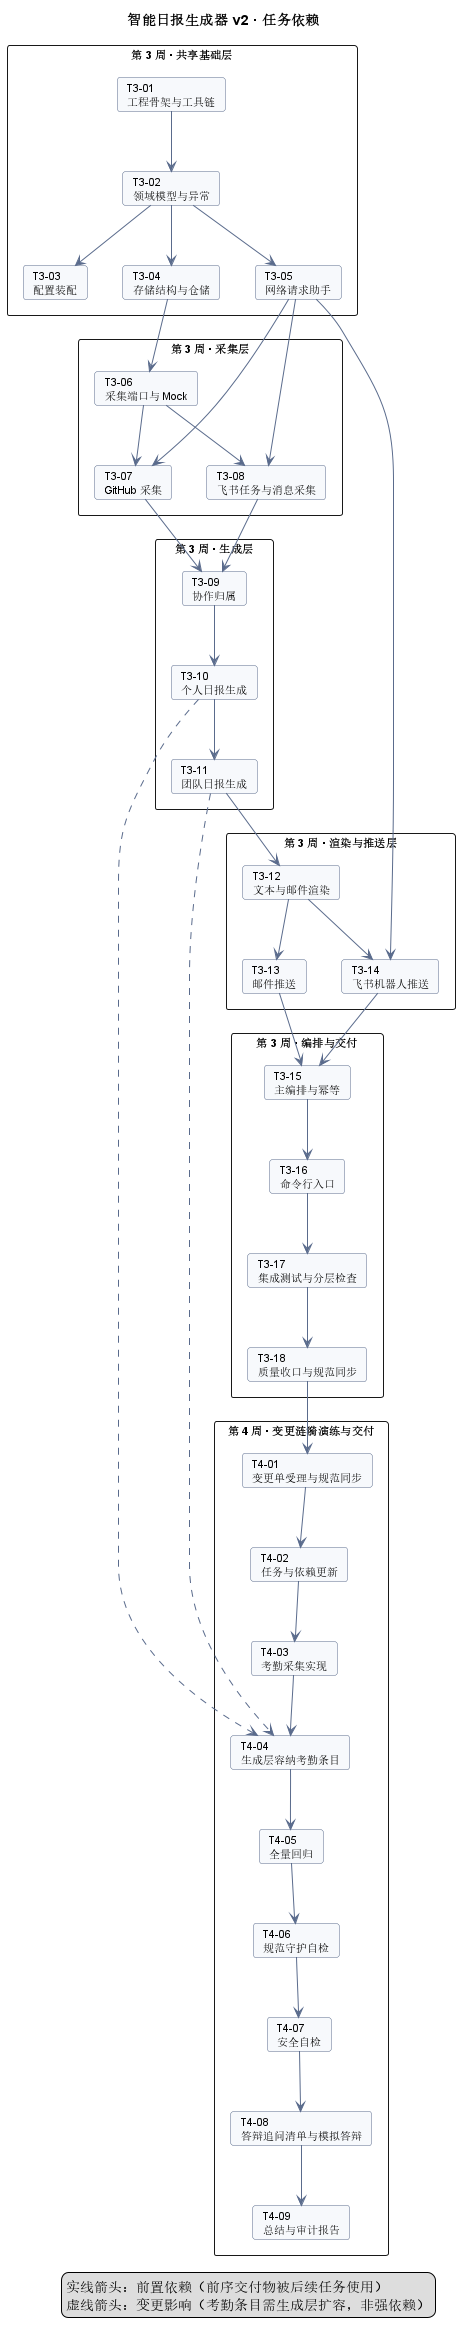 智能日报生成器 v2 · 任务依赖
第 3 周 · 共享基础层
T3-01
工程骨架与工具链
T3-02
领域模型与异常
T3-03
配置装配
T3-04
存储结构与仓储
T3-05
网络请求助手
第 3 周 · 采集层
T3-06
采集端口与 Mock
T3-07
GitHub 采集
T3-08
飞书任务与消息采集
第 3 周 · 生成层
T3-09
协作归属
T3-10
个人日报生成
T3-11
团队日报生成
第 3 周 · 渲染与推送层
T3-12
文本与邮件渲染
T3-13
邮件推送
T3-14
飞书机器人推送
第 3 周 · 编排与交付
T3-15
主编排与幂等
T3-16
命令行入口
T3-17
集成测试与分层检查
T3-18
质量收口与规范同步
第 4 周 · 变更涟漪演练与交付
T4-01
变更单受理与规范同步
T4-02
任务与依赖更新
T4-03
考勤采集实现
T4-04
生成层容纳考勤条目
T4-05
全量回归
T4-06
规范守护自检
T4-07
安全自检
T4-08
答辩追问清单与模拟答辩
T4-09
总结与审计报告
实线箭头：前置依赖（前序交付物被后续任务使用）
虚线箭头：变更影响（考勤条目需生成层扩容，非强依赖）